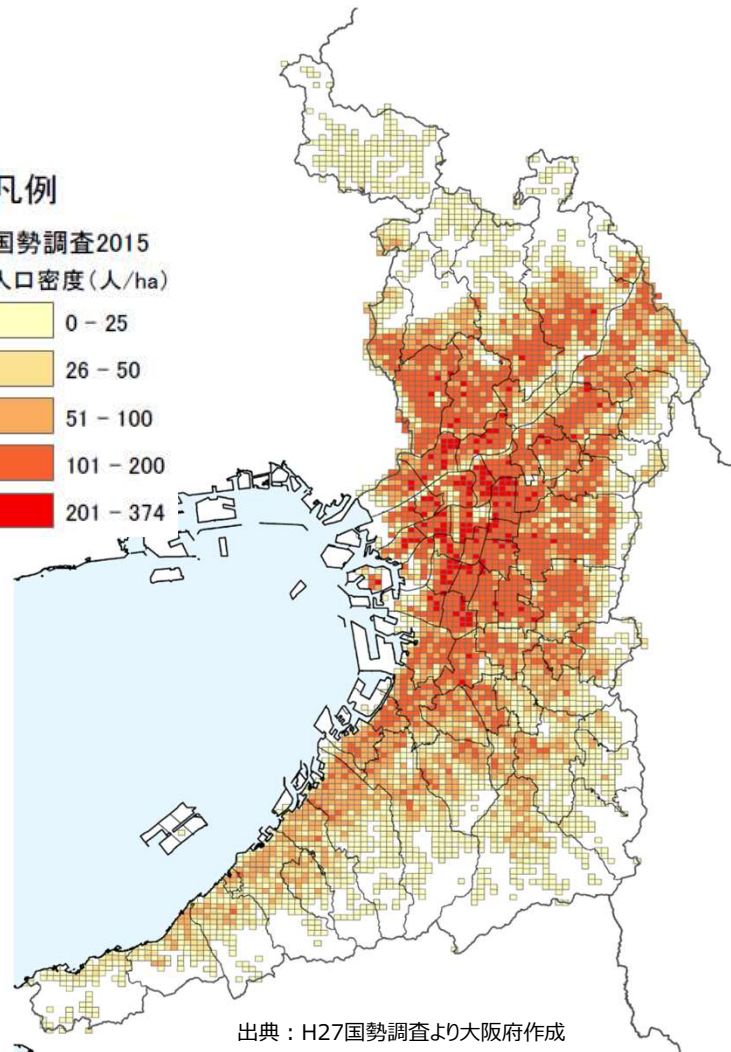 凡例
国勢調査2015
人口密度(人/ha)
0 - 25
26 - 50
51 - 100
101 - 200
201 - 374
出典：H27国勢調査より大阪府作成